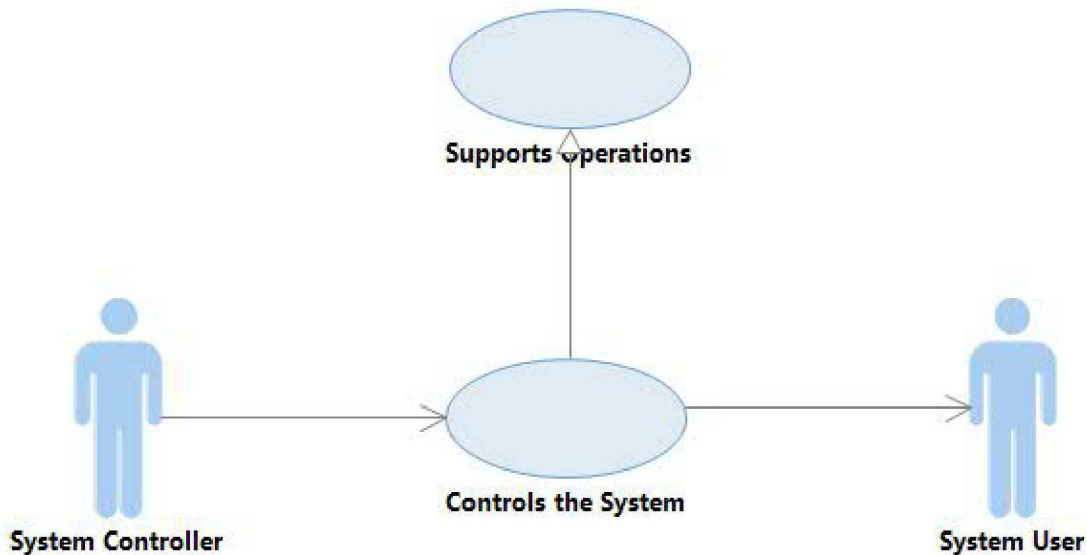 Supports Operations
Controls the System
System Controller
System User